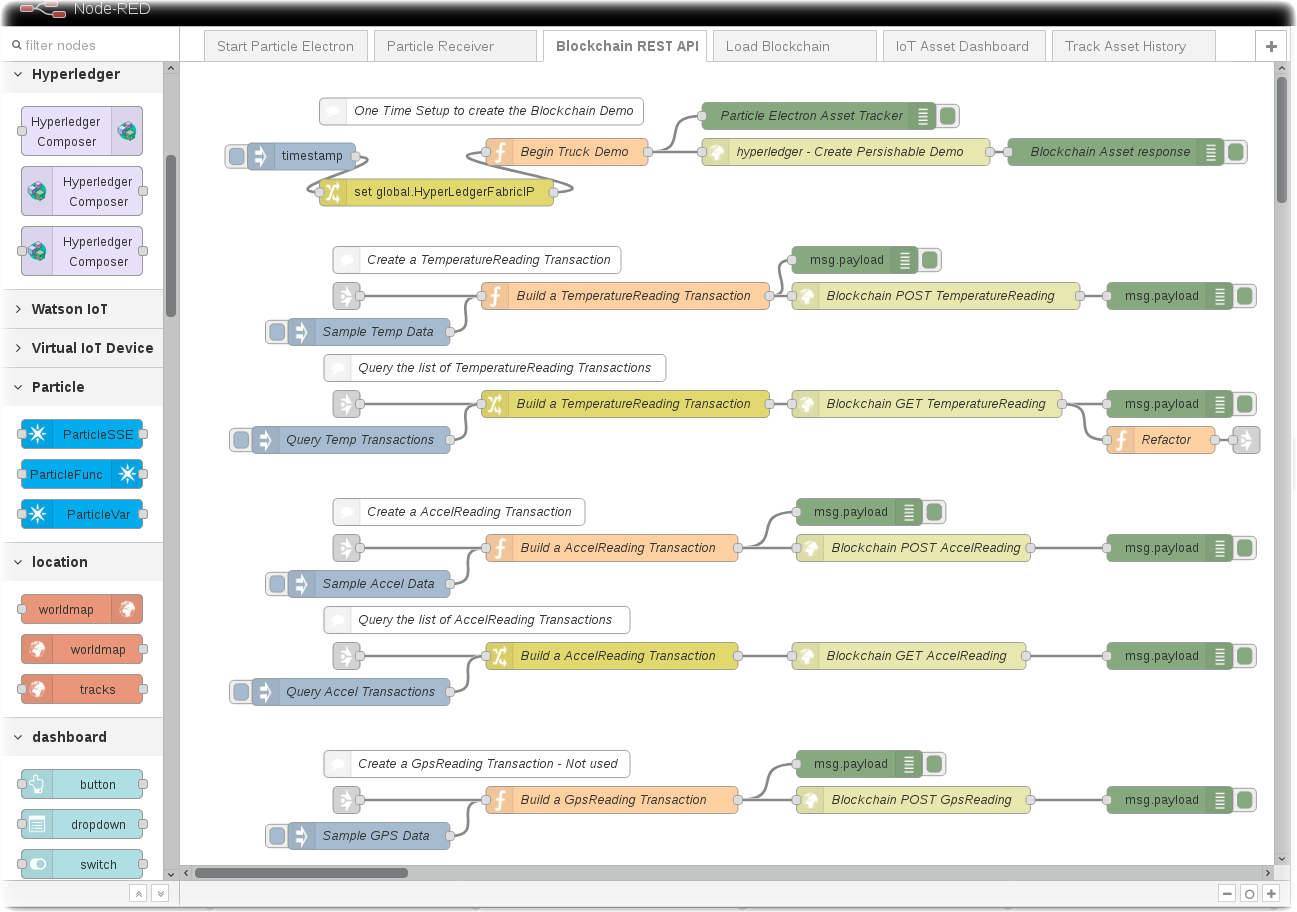 Node-RED
filter nodes
Start Particle Electron
Particle Receiver
Blockchain REST API
Load Blockchain
IoT Asset Dashboard
Track Asset History
Hyperledger
Hyperledger
Composer
Hyperledger
Composer
Hyperledger
Composer
Watson IoT
Virtual IoT Device
Particle
ParticleSSE
ParticleFunc
ParticleVar
location
worldmap
worldmap
tracks
dashboard
button
dropdown
switch
One Time Setup to create the Blockchain Demo
Particle Electron Asset Tracker
timestamp
Begin Truck Demo
hyperledger - Create Persishable Demo
Blockchain Asset response
set global.HyperLedgerFabricIP
Create a TemperatureReading Transaction
msg.payload
Build a TemperatureReading Transaction
Blockchain POST TemperatureReading
msg.payload
Sample Temp Data
Query the list of TemperatureReading Transactions
Build a TemperatureReading Transaction
Blockchain GET TemperatureReading
msg.payload
Query Temp Transactions
Refactor
Create a AccelReading Transaction
msg.payload
Build a AccelReading Transaction
Blockchain POST AccelReading
msg.payload
Sample Accel Data
Query the list of AccelReading Transactions
Build a AccelReading Transaction
Blockchain GET AccelReading
msg.payload
Query Accel Transactions
Create a GpsReading Transaction - Not used
msg.payload
Build a GpsReading Transaction
Blockchain POST GpsReading
msg.payload
Sample GPS Data